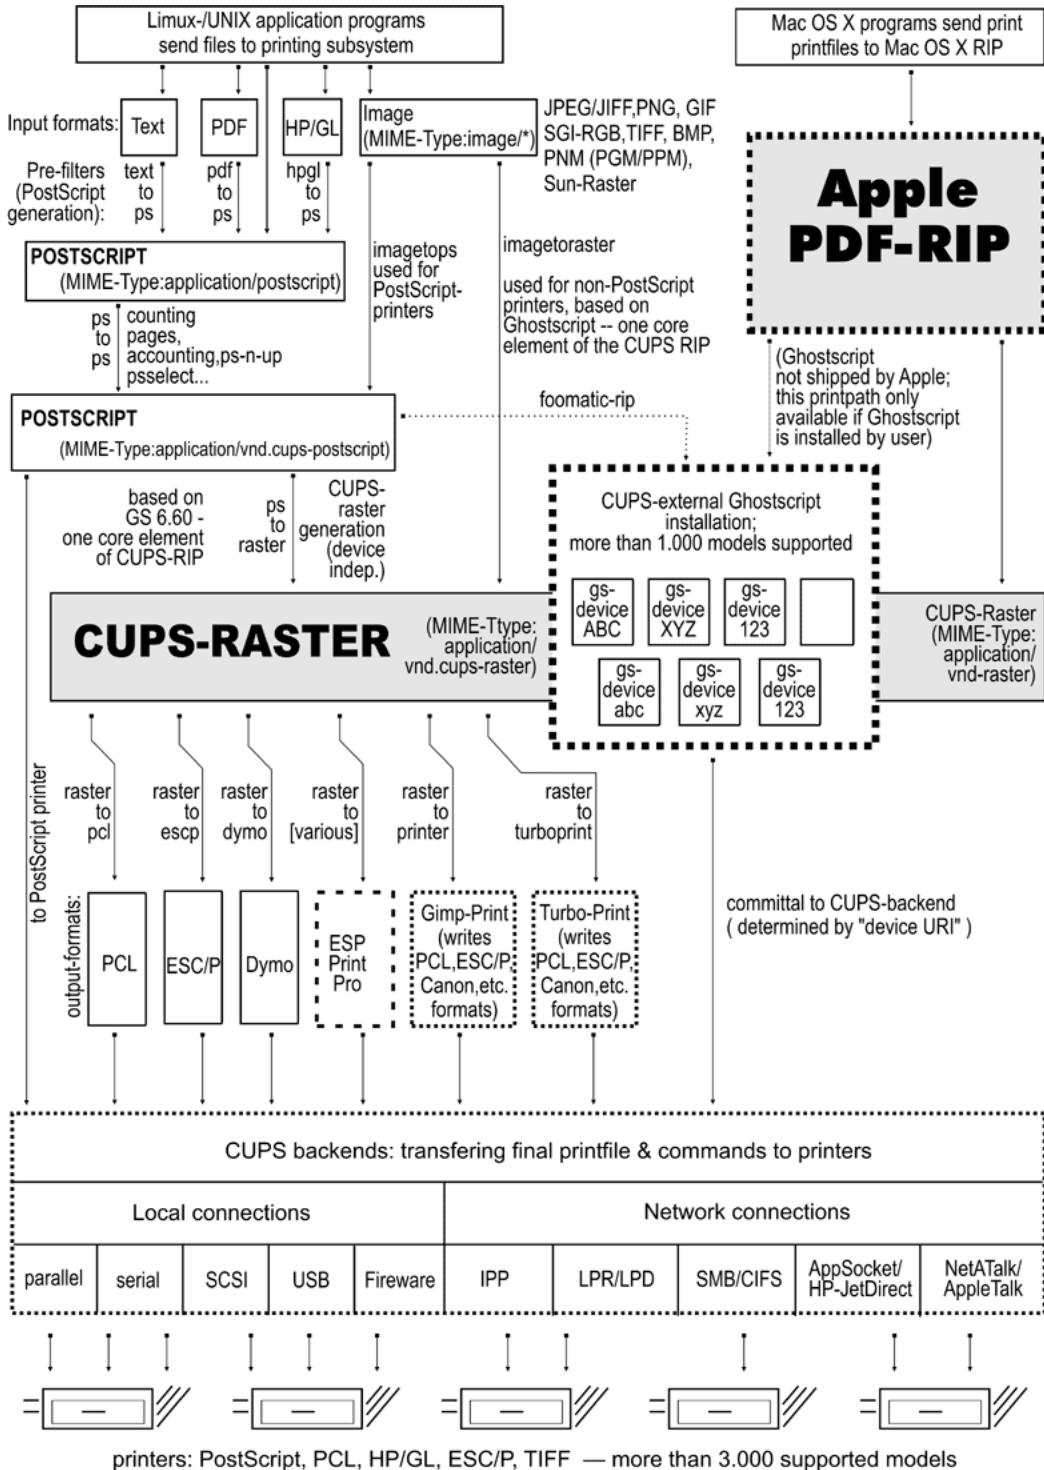 Limux-/UNIX application programs
send files to printing subsystem
Mac OS X programs send print
printfiles to Mac OS X RIP
Input formats:
Text
PDF
HP/GL
Image
(MIME-Type:image/*)
JPEG/JIFF,PNG, GIF
SGI-RGB,TIFF, BMP,
PNM (PGM/PPM),
Sun-Raster
Pre-filters
(PostScript
generation):
text
to
ps
pdf
to
ps
hpgl
to
ps
Apple
PDF-RIP
POSTSCRIPT
(MIME-Type:application/postscript)
imagetops
used for
PostScript-
printers
imagetoraster
used for non-PostScript
printers, based on
Ghostscript -- one core
element of the CUPS RIP
ps
to
ps
counting
pages,
accounting,ps-n-up
psselect...
(Ghostscript
not shipped by Apple;
this printpath only
available if Ghostscript
is installed by user)
foomatic-rip
POSTSCRIPT
(MIME-Type:application/vnd.cups-postscript)
based on
GS 6.60 -
one core element
of CUPS-RIP
ps
to
raster
CUPS-
raster
generation
(device
indep.)
CUPS-external Ghostscript
installation;
more than 1.000 models supported
gs-
device
ABC
gs-
device
XYZ
gs-
device
123
gs-
device
abc
gs-
device
xyz
gs-
device
123
CUPS-RASTER
(MIME-Ttype:
application/
vnd.cups-raster)
CUPS-Raster
(MIME-Type:
application/
vnd-raster)
to PostScript printer
raster
to
pcl
raster
to
escp
raster
to
dymo
raster
to
[various]
raster
to
printer
raster
to
turboprint
output-formats:
PCL
ESC/P
Dymo
ESP
Print
Pro
Gimp-Print
(writes
PCL,ESC/P,
Canon,etc.
formats)
Turbo-Print
(writes
PCL,ESC/P,
Canon,etc.
formats)
committal to CUPS-backend
( determined by "device URI" )
CUPS backends: transfering final printfile & commands to printers
Local connections
Network connections
parallel
serial
SCSI
USB
Fireware
IPP
LPR/LPD
SMB/CIFS
AppSocket/
HP-JetDirect
NetATalk/
AppleTalk
printers: PostScript, PCL, HP/GL, ESC/P, TIFF — more than 3.000 supported models